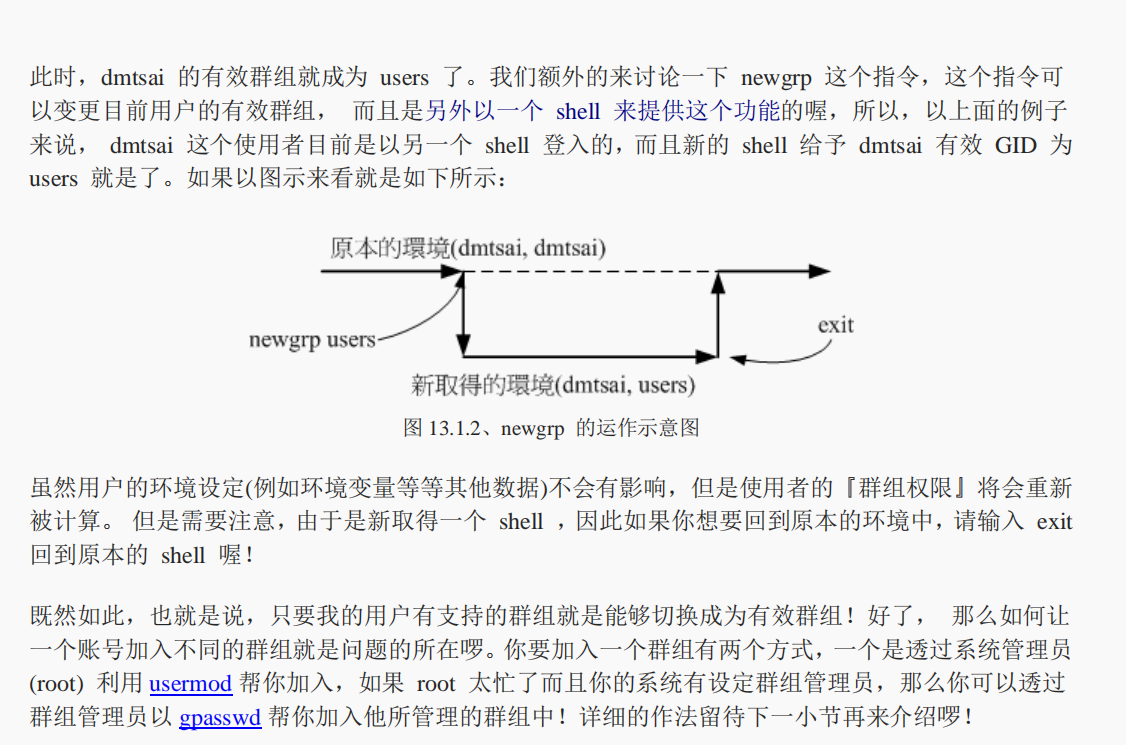 此时，dmtsai 的有效群组就成为 users 了。我们额外的来讨论一下 newgrp 这个指令，这个指令可
以变更目前用户的有效群组， 而且是另外以一个 shell 来提供这个功能的喔，所以，以上面的例子
来说， dmtsai 这个使用者目前是以另一个 shell 登入的，而且新的 shell 给予 dmtsai 有效 GID 为
users 就是了。如果以图示来看就是如下所示：
原本的環境(dmtsai, dmtsai)
newgrp users
exit
新取得的環境(dmtsai, users)
图 13.1.2、newgrp 的运作示意图
虽然用户的环境设定(例如环境变量等等其他数据)不会有影响，但是使用者的『群组权限』将会重新
被计算。 但是需要注意，由于是新取得一个 shell ，因此如果你想要回到原本的环境中，请输入 exit
回到原本的 shell 喔！
既然如此，也就是说，只要我的用户有支持的群组就是能够切换成为有效群组！好了， 那么如何让
一个账号加入不同的群组就是问题的所在啰。你要加入一个群组有两个方式，一个是透过系统管理员
(root) 利用 usermod 帮你加入，如果 root 太忙了而且你的系统有设定群组管理员，那么你可以透过
群组管理员以 gpasswd 帮你加入他所管理的群组中！详细的作法留待下一小节再来介绍啰！